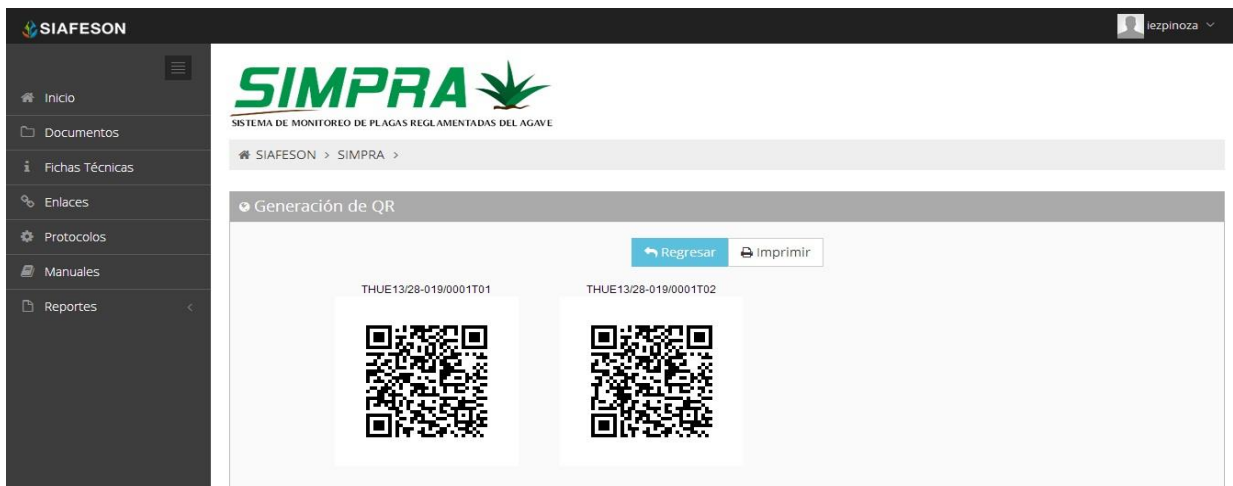 SIAFESON
iezpinoza
Inicio
Documentos
Fichas Técnicas
Enlaces
Protocolos
Manuales
Reportes
SIMPRA
SISTEMA DE MONITOREO DE PLAGAS REGLAMENTADAS DEL AGAVE
SIAFESON > SIMPRA >
Generación de QR
Regresar Imprimir
THUE13/28-019/0001T01 THUE13/28-019/0001T02